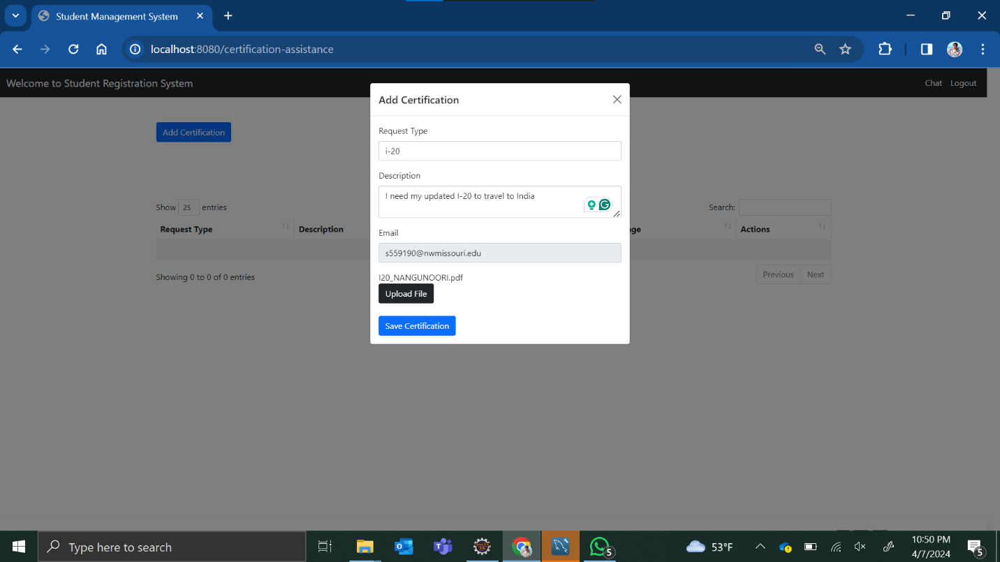 Student Management System
localhost:8080/certification-assistance
Welcome to Student Registration System
Chat Logout
Add Certification
Add Certification
Request Type
i-20
Description
I need my updated I-20 to travel to India
Email
s559190@nwmissouri.edu
I20_NANGUNOORI.pdf
Upload File
Save Certification
Show 25 entries
Search:
Request Type Description Actions
Showing 0 to 0 of 0 entries
Previous Next
Type here to search
5
53°F
10:50 PM
4/7/2024
5